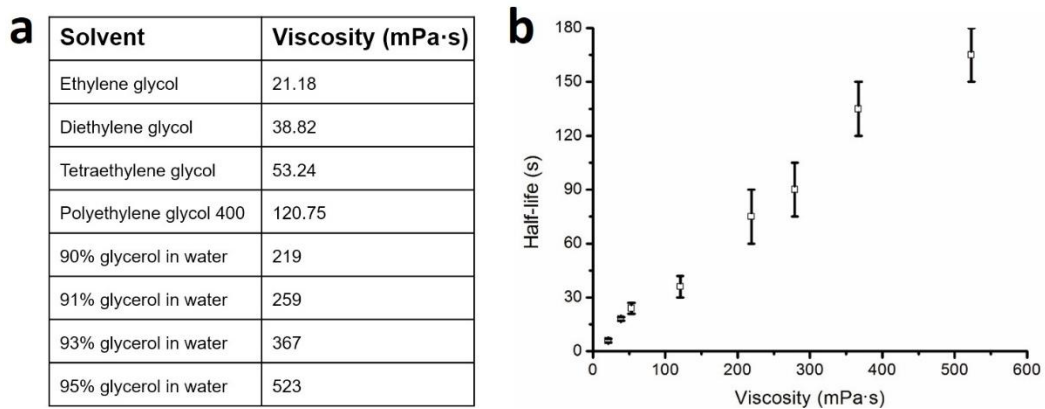 a
Solvent Viscosity (mPa·s)
Ethylene glycol 21.18
Diethylene glycol 38.82
Tetraethylene glycol 53.24
Polyethylene glycol 400 120.75
90% glycerol in water 219
91% glycerol in water 259
93% glycerol in water 367
95% glycerol in water 523
b
180
150
120
90
60
30
0
Half-life (s)
0 100 200 300 400 500 600
Viscosity (mPa·s)